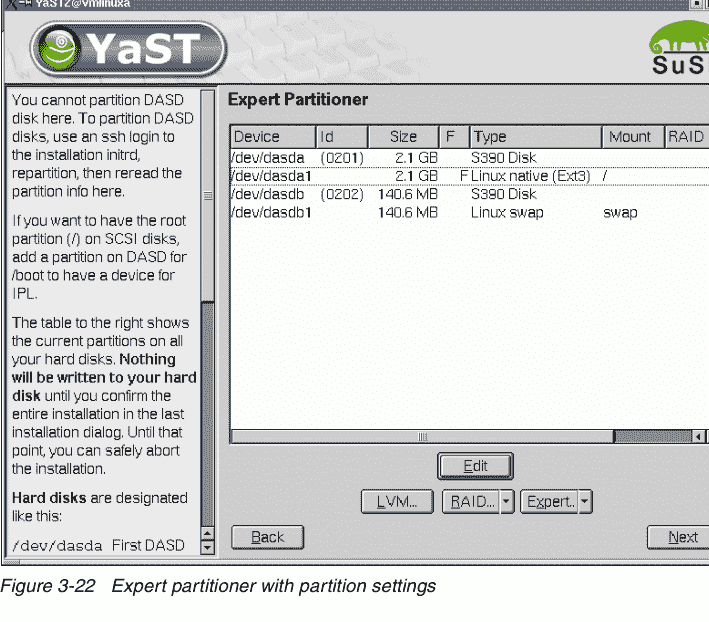 YaST2@vmlinuxa
YaST
SuS
You cannot partition DASD
disk here. To partition DASD
disks, use an ssh login to
the installation initrd,
repartition, then reread the
partition info here.
If you want to have the root
partition (/) on SCSI disks,
add a partition on DASD for
/boot to have a device for
IPL.
The table to the right shows
the current partitions on all
your hard disks. Nothing
will be written to your hard
disk until you confirm the
entire installation in the last
installation dialog. Until that
point, you can safely abort
the installation.
Hard disks are designated
like this:
/dev/dasda First DASD
Expert Partitioner
Device Id Size F Type Mount RAID
/dev/dasda (0201) 2.1 GB S390 Disk
/dev/dasda1 2.1 GB F Linux native (Ext3) /
/dev/dasdb (0202) 140.6 MB S390 Disk
/dev/dasdb1 140.6 MB Linux swap swap
Edit
LVM... RAID... Expert..
Back Next
Figure 3-22 Expert partitioner with partition settings